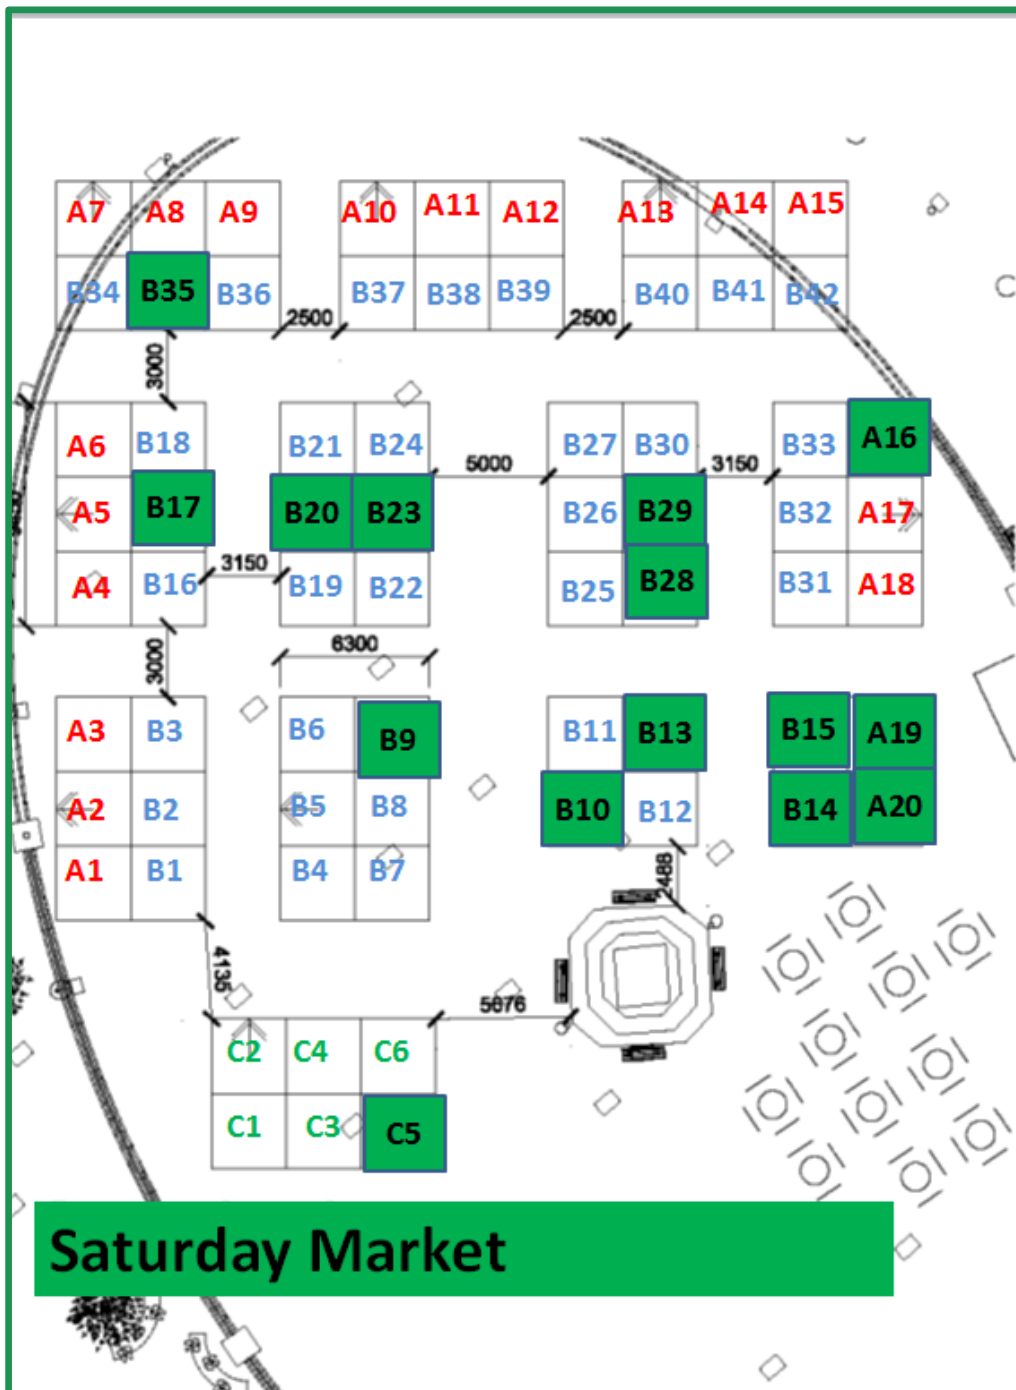 A7 A8 A9 A10 A11 A12 A13 A14 A15
B34 B35 B36 B37 B38 B39 B40 B41 B42
2500 2500
3000
A6 B18 B21 B24 B27 B30 B33 A16
5000 3150
A5 B17 B20 B23 B26 B29 B32 A17
3150
A4 B16 B19 B22 B25 B28 B31 A18
3000 6300
A3 B3 B6 B9 B11 B13 B15 A19
A2 B2 B5 B8 B10 B12 B14 A20
A1 B1 B4 B7
2488
4135
5676
C2 C4 C6
C1 C3 C5
Saturday Market